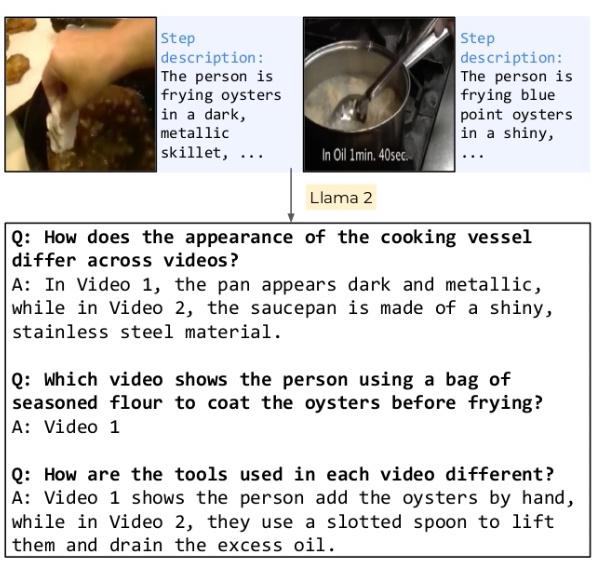 Step
description:
The person is
frying oysters
in a dark,
metallic
skillet, ...
In Oil 1min. 40sec.
Step
description:
The person is
frying blue
point oysters
in a shiny,
...
Llama 2
Q: How does the appearance of the cooking vessel
differ across videos?
A: In Video 1, the pan appears dark and metallic,
while in Video 2, the saucepan is made of a shiny,
stainless steel material.
Q: Which video shows the person using a bag of
seasoned flour to coat the oysters before frying?
A: Video 1
Q: How are the tools used in each video different?
A: Video 1 shows the person add the oysters by hand,
while in Video 2, they use a slotted spoon to lift
them and drain the excess oil.